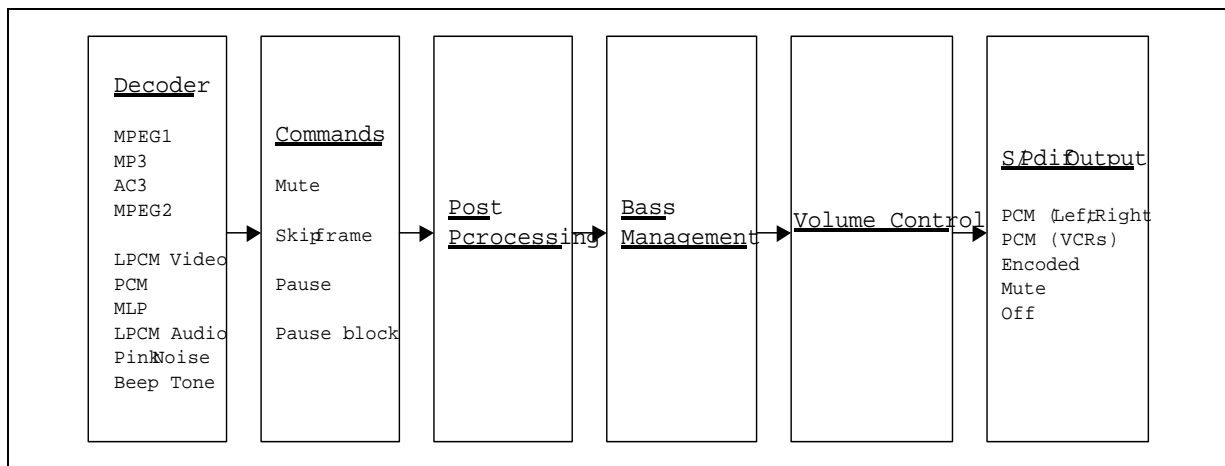 Decoder
MPEG1
MP3
AC3
MPEG2
LPCM Video
PCM
MLP
LPCM Audio
Pink Noise
Beep Tone
Commands
Mute
Skip frame
Pause
Pause block
Post
Pcrocessing
Bass
Management
Volume Control
S/Pdif Output
PCM (Left,Right
PCM (VCRs)
Encoded
Mute
Off